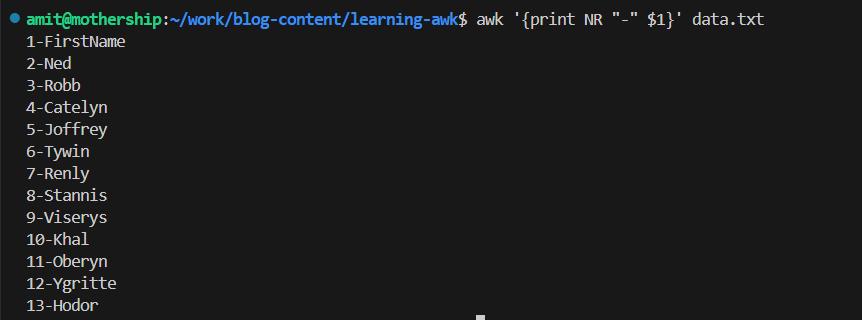 amit@mothership:~/work/blog-content/learning-awk$ awk '{print NR "-" $1}' data.txt
1-FirstName
2-Ned
3-Robb
4-Catelyn
5-Joffrey
6-Tywin
7-Renly
8-Stannis
9-Viserys
10-Khal
11-Oberyn
12-Ygritte
13-Hodor